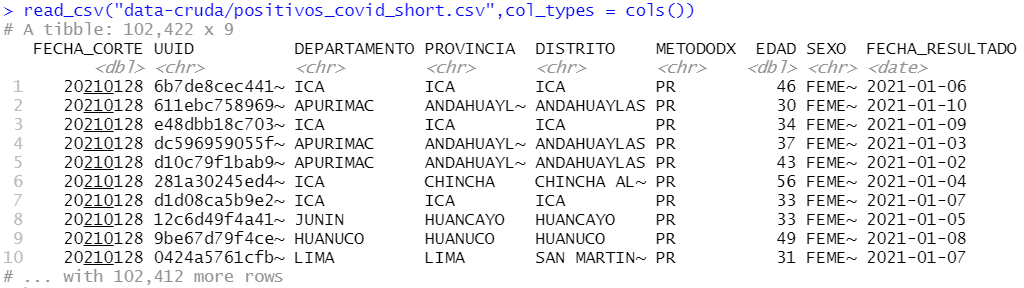 > read_csv("data-cruda/positivos_covid_short.csv",col_types = cols())
# A tibble: 102,422 x 9
FECHA_CORTE UUID DEPARTAMENTO PROVINCIA DISTRITO METODODX EDAD SEXO FECHA_RESULTADO
<dbl> <chr> <chr> <chr> <chr> <chr> <dbl> <chr> <date>
1 20210128 6b7de8cec441~ ICA ICA ICA PR 46 FEME~ 2021-01-06
2 20210128 611ebc758969~ APURIMAC ANDAHUAYL~ ANDAHUAYLAS PR 30 FEME~ 2021-01-10
3 20210128 e48dbb18c703~ ICA ICA ICA PR 34 FEME~ 2021-01-09
4 20210128 dc596959055f~ APURIMAC ANDAHUAYL~ ANDAHUAYLAS PR 37 FEME~ 2021-01-03
5 20210128 d10c79f1bab9~ APURIMAC ANDAHUAYL~ ANDAHUAYLAS PR 43 FEME~ 2021-01-02
6 20210128 281a30245ed4~ ICA CHINCHA CHINCHA AL~ PR 56 FEME~ 2021-01-04
7 20210128 d1d08ca5b9e2~ ICA ICA ICA PR 33 FEME~ 2021-01-07
8 20210128 12c6d49f4a41~ JUNIN HUANCAYO HUANCAYO PR 33 FEME~ 2021-01-05
9 20210128 9be67d79f4ce~ HUANUCO HUANUCO HUANUCO PR 49 FEME~ 2021-01-08
10 20210128 0424a5761cfb~ LIMA LIMA SAN MARTIN~ PR 31 FEME~ 2021-01-07
# ... with 102,412 more rows